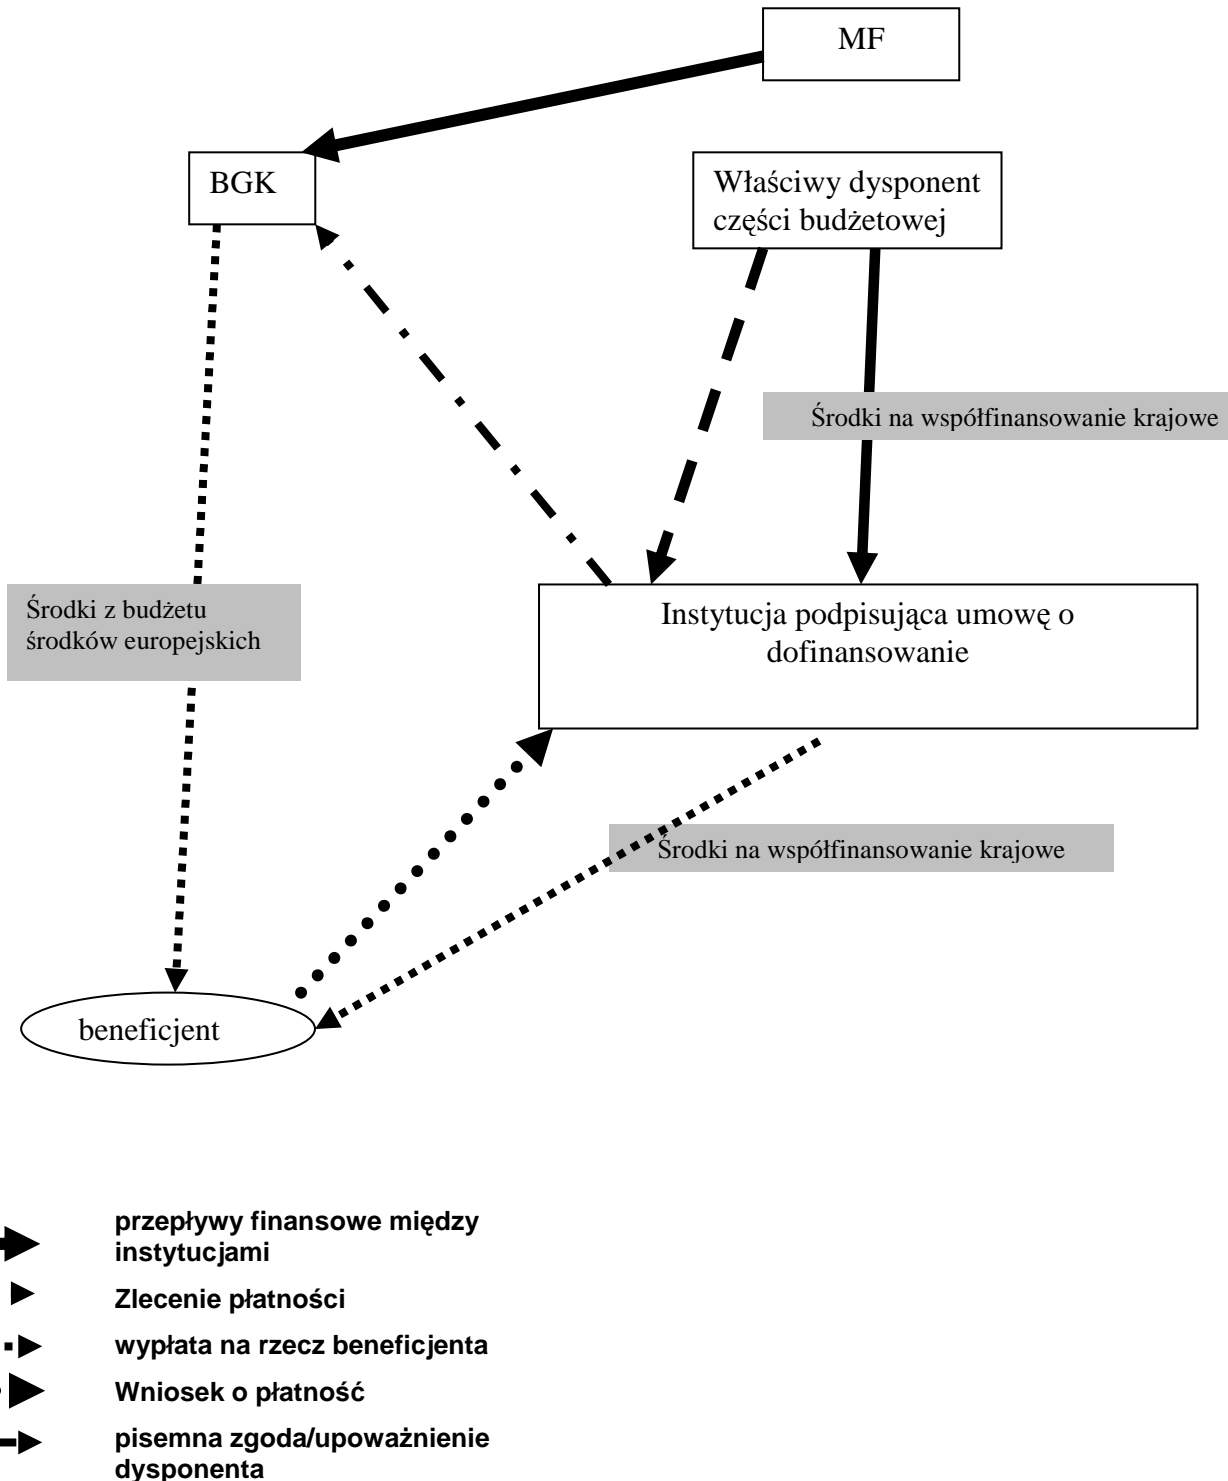 MF
BGK
Właściwy dysponent
części budżetowej
Środki na współfinansowanie krajowe
Środki z budżetu
środków europejskich
Instytucja podpisująca umowę o
dofinansowanie
Środki na współfinansowanie krajowe
beneficjent
przepływy finansowe między
instytucjami
Zlecenie płatności
wypłata na rzecz beneficjenta
Wniosek o płatność
pisemna zgoda/upoważnienie
dysponenta